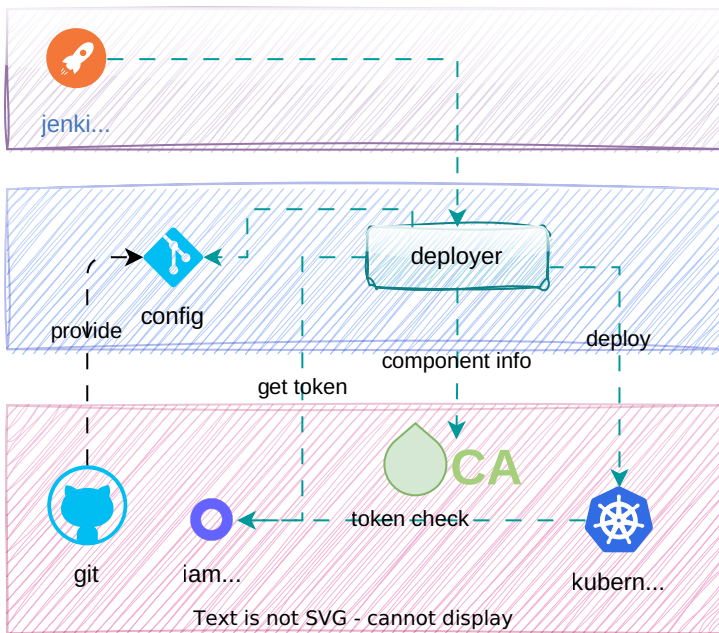 jenki...
deployer
config
provide
deploy
component info
get token
CA
token check
git
iam...
kubern...
Text is not SVG - cannot display